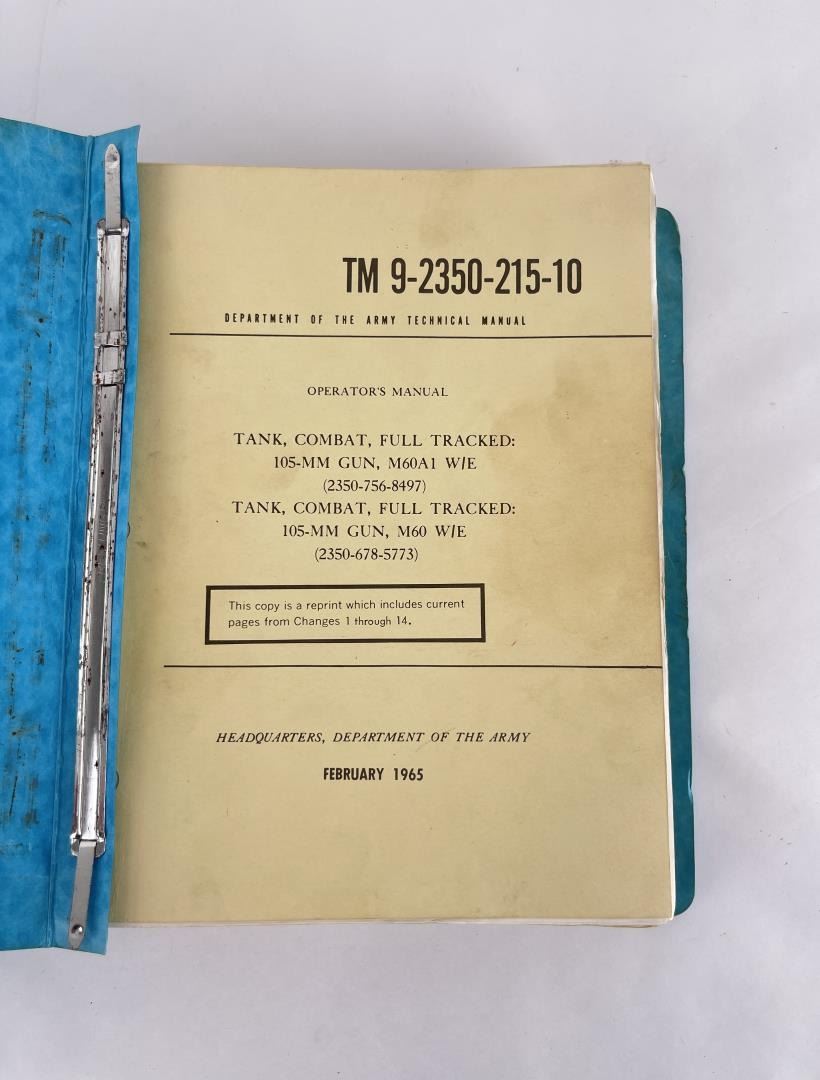 TM 9-2350-215-10
DEPARTMENT OF THE ARMY TECHNICAL MANUAL
OPERATOR'S MANUAL
TANK, COMBAT, FULL TRACKED:
105-MM GUN, M60A1 W/E
(2350-756-8497)
TANK, COMBAT, FULL TRACKED:
105-MM GUN, M60 W/E
(2350-678-5773)
This copy is a reprint which includes current
pages from Changes 1 through 14.
HEADQUARTERS, DEPARTMENT OF THE ARMY
FEBRUARY 1965